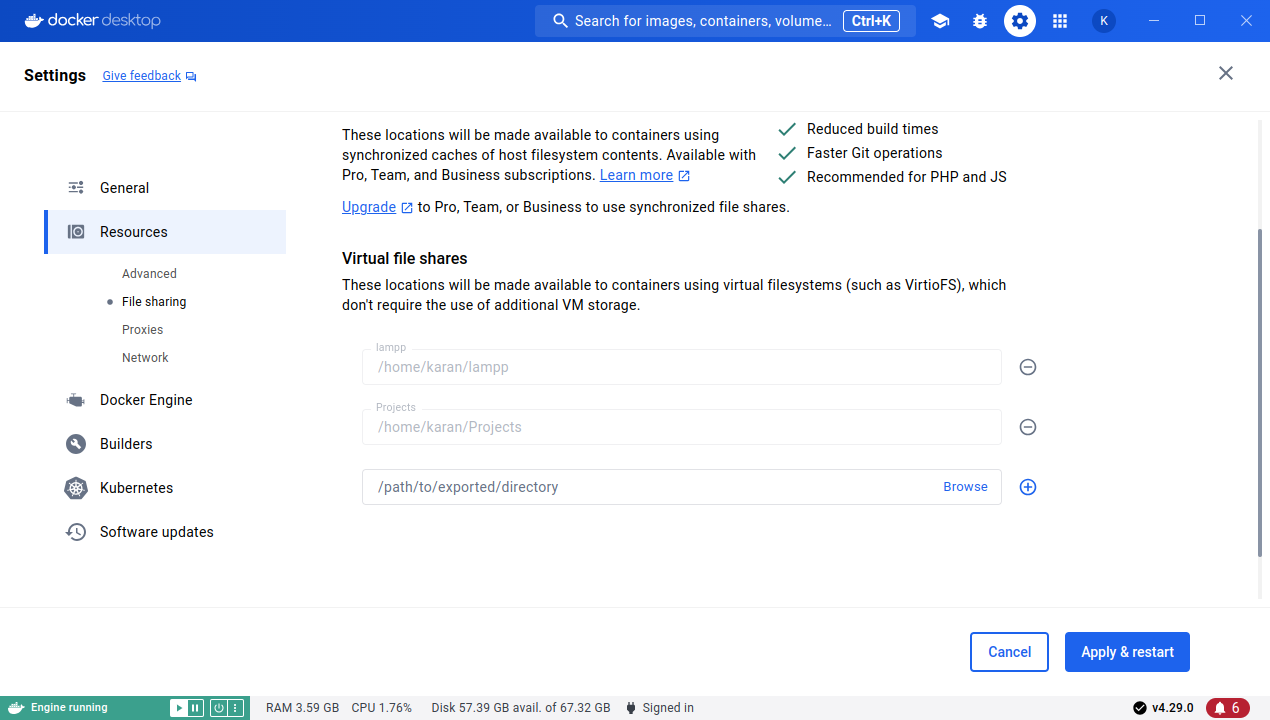 docker desktop
Search for images, containers, volume...
Ctrl+K
K
Settings
Give feedback
General
Resources
Advanced
File sharing
Proxies
Network
Docker Engine
Builders
Kubernetes
Software updates
These locations will be made available to containers using
synchronized caches of host filesystem contents. Available with
Pro, Team, and Business subscriptions. Learn more
Reduced build times
Faster Git operations
Recommended for PHP and JS
Upgrade to Pro, Team, or Business to use synchronized file shares.
Virtual file shares
These locations will be made available to containers using virtual filesystems (such as VirtioFS), which
don't require the use of additional VM storage.
lampp
/home/karan/lampp
Projects
/home/karan/Projects
/path/to/exported/directory
Browse
Cancel
Apply & restart
Engine running
RAM 3.59 GB
CPU 1.76%
Disk 57.39 GB avail. of 67.32 GB
Signed in
v4.29.0
6